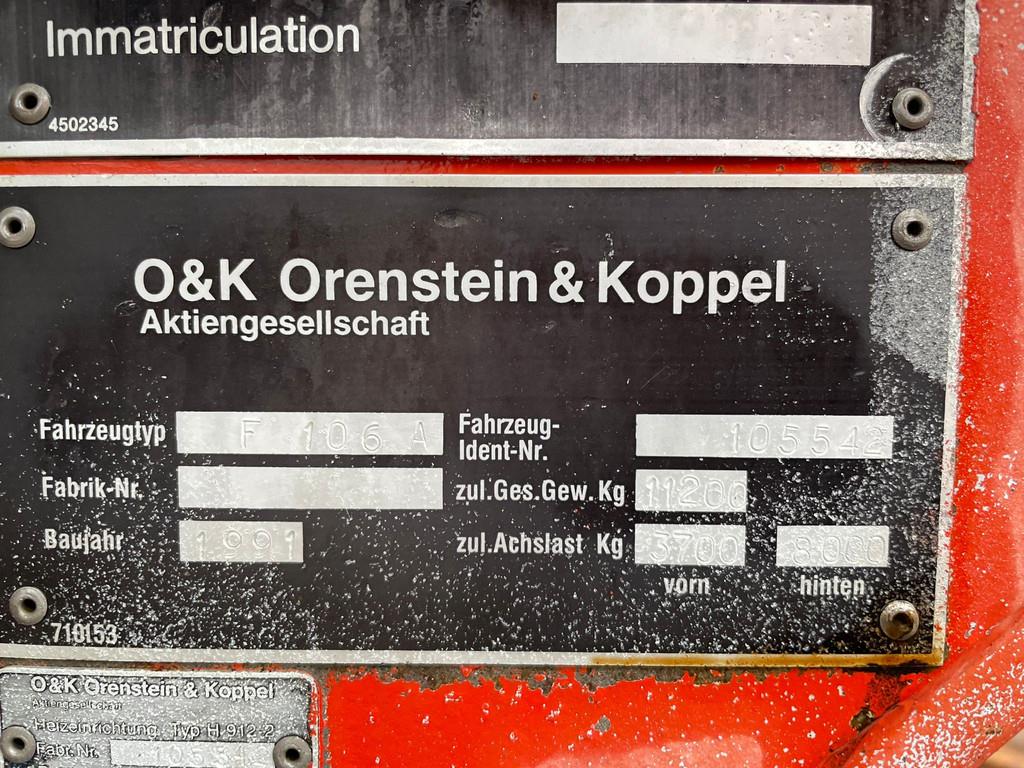 Immatriculation
4502345
O&K Orenstein & Koppel
Aktiengesellschaft
Fahrzeugtyp F 106 A
Fahrzeug-
Ident-Nr. 105542
Fabrik-Nr.
zul.Ges.Gew. Kg 11200
Baujahr 1991
zul.Achslast Kg 3700 8000
vorn hinten
710153
O&K Orenstein & Koppel
Aktiengesellschaft
Heizeinrichtung Typ H 912-2
Fabr. Nr.